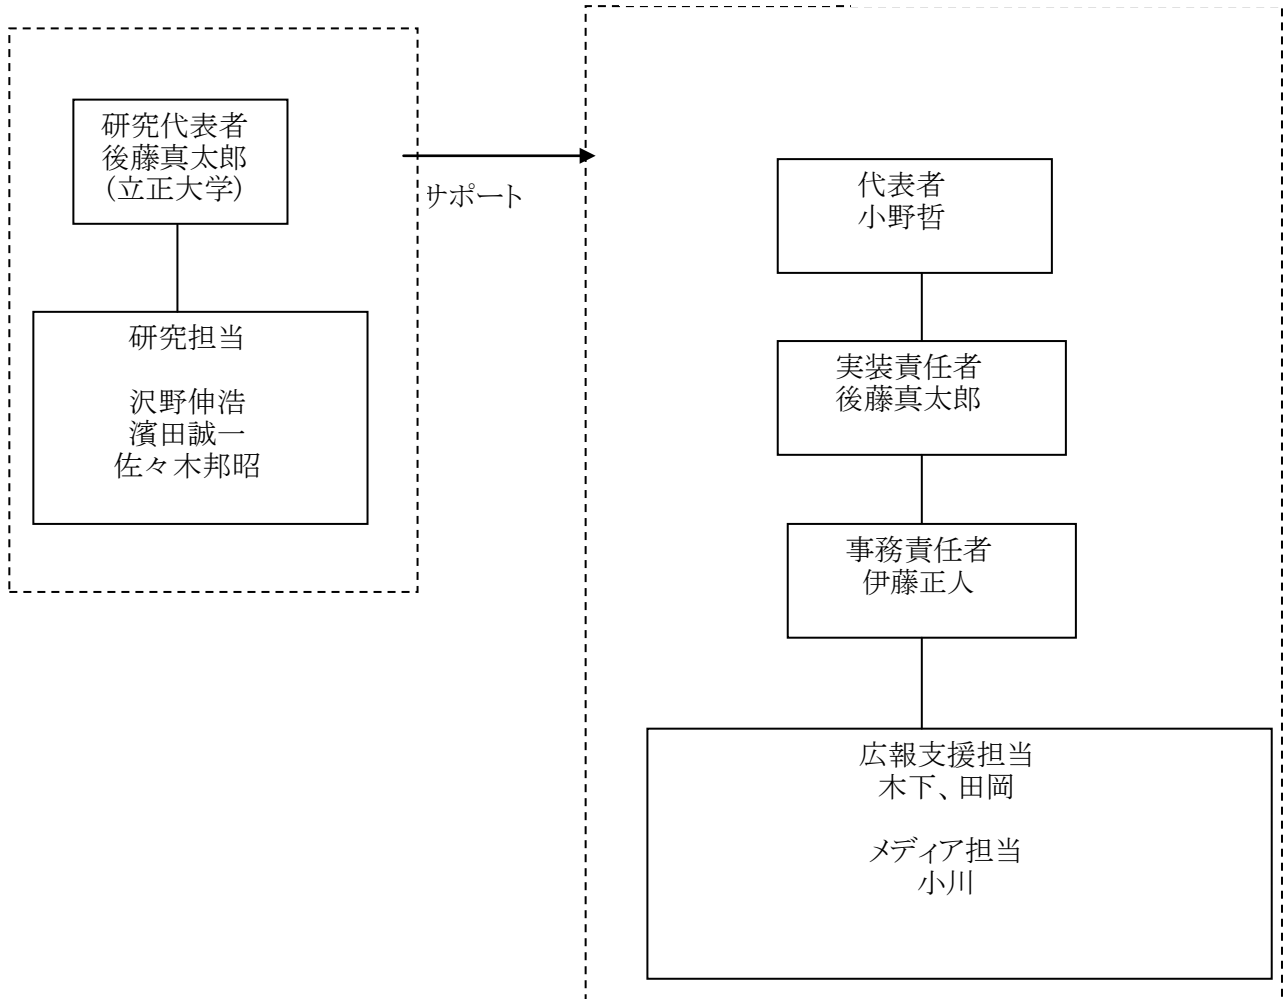 研究代表者
後藤真太郎
(立正大学)
研究担当
沢野伸浩
濱田誠一
佐々木邦昭
サポート
代表者
小野哲
実装責任者
後藤真太郎
事務責任者
伊藤正人
広報支援担当
木下、田岡
メディア担当
小川